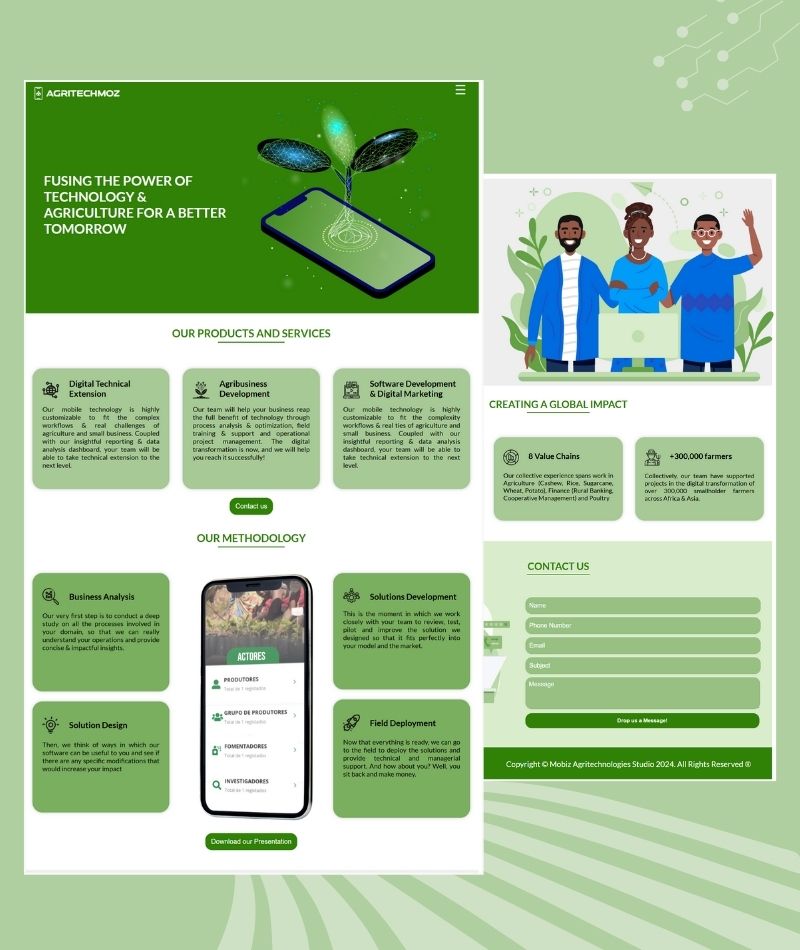 AGRITECHMOZ
FUSING THE POWER OF
TECHNOLOGY &
AGRICULTURE FOR A BETTER
TOMORROW
OUR PRODUCTS AND SERVICES
Digital Technical
Extension
Our mobile technology is highly
customizable to fit the complex
workflows & real challenges of
agriculture and small business. Coupled
with our insightful reporting & data
analysis dashboard, your team will be
able to take technical extension to the
next level.
Agribusiness
Development
Our team will help your business reap
the full benefit of technology through
process analysis & optimization, field
training & support and operational
project management. The digital
transformation is now, and we will help
you reach it successfully!
Software Development
& Digital Marketing
Our mobile technology is highly
customizable to fit the complexity
workflows & real ties of agriculture and
small business. Coupled with our
insightful reporting & data analysis
dashboard, your team will be able to
take technical extension to the next
level.
Contact us
OUR METHODOLOGY
Business Analysis
Our very first step is to conduct a deep
study on all the processes involved in
your domain, so that we can really
understand your operations and provide
concise & impactful insights.
Solution Design
Then, we think of ways in which our
software can be useful to you and see if
there are any specific modifications that
would increase your impact
ACTORES
PRODUTORES
Total de 1 registados
GRUPO DE PRODUTORES
Total de 1 registados
FOMENTADORES
Total de 1 registados
INVESTIGADORES
Total de 1 registados
Solutions Development
This is the moment in which we work
closely with your team to review, test,
pilot and improve the solution we
designed so that it fits perfectly into
your model and the market.
Field Deployment
Now that everything is ready, we can go
to the field to deploy the solutions and
provide technical and managerial
support. And how about you? Well, you
sit back and make money.
Download our Presentation
CREATING A GLOBAL IMPACT
8 Value Chains
Our collective experience spans work in
Agriculture (Cashew, Rice, Sugarcane,
Wheat, Potato), Finance (Rural Banking,
Cooperative Management) and Poultry
+300,000 farmers
Collectively, our team have supported
projects in the digital transformation of
over 300,000 smallholder farmers
across Africa & Asia.
CONTACT US
Name
Phone Number
Email
Subject
Message
Drop us a Message!
Copyright © Mobiz Agritechnologies Studio 2024. All Rights Reserved ®